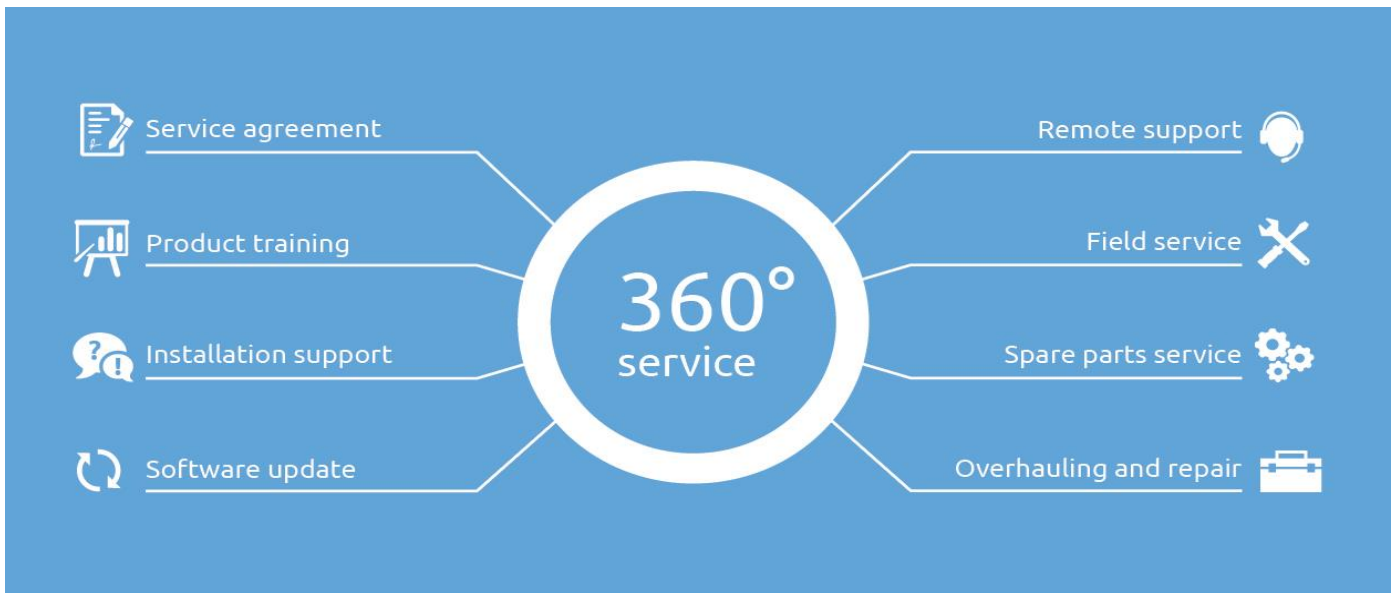 Service agreement
Product training
Installation support
Software update
360°
service
Remote support
Field service
Spare parts service
Overhauling and repair